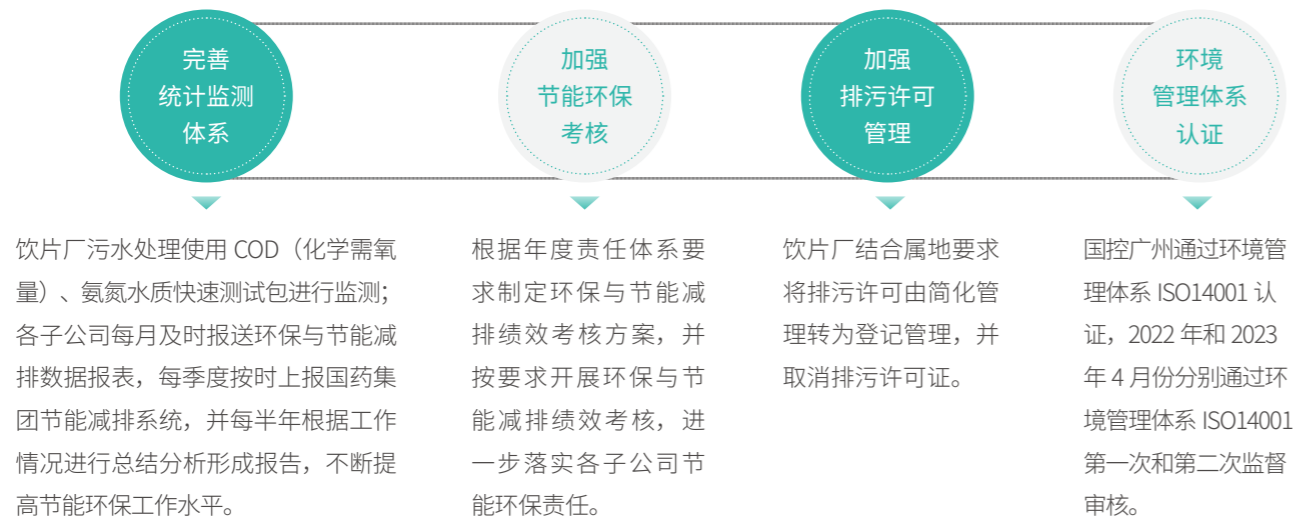 完善
统计监测
体系
加强
节能环保
考核
加强
排污许可
管理
环境
管理体系
认证
饮片厂污水处理使用 COD（化学需氧
量）、氨氮水质快速测试包进行监测；
各子公司每月及时报送环保与节能减
排数据报表，每季度按时上报国药集
团节能减排系统，并每半年根据工作
情况进行总结分析形成报告，不断提
高节能环保工作水平。
根据年度责任体系要
求制定环保与节能减
排绩效考核方案，并
按要求开展环保与节
能减排绩效考核，进
一步落实各子公司节
能环保责任。
饮片厂结合属地要求
将排污许可由简化管
理转为登记管理，并
取消排污许可证。
国控广州通过环境管
理体系 ISO14001 认
证，2022 年和 2023
年 4 月份分别通过环
境管理体系 ISO14001
第一次和第二次监督
审核。